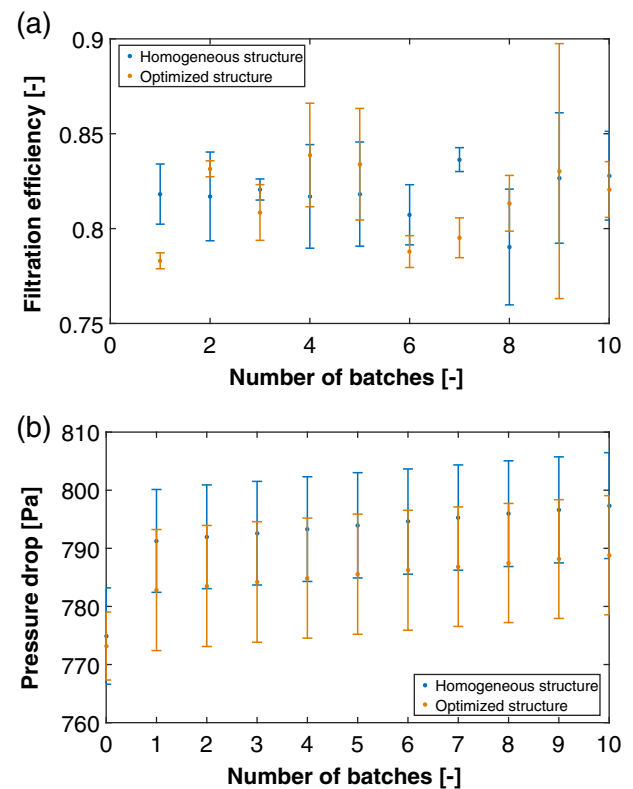 (a)
0.9
Homogeneous structure
Optimized structure
0.85
0.8
0.75
Filtration efficiency [-]
0 2 4 6 8 10
Number of batches [-]
(b)
810
800
790
780
770
760
Pressure drop [Pa]
Homogeneous structure
Optimized structure
0 1 2 3 4 5 6 7 8 9 10
Number of batches [-]